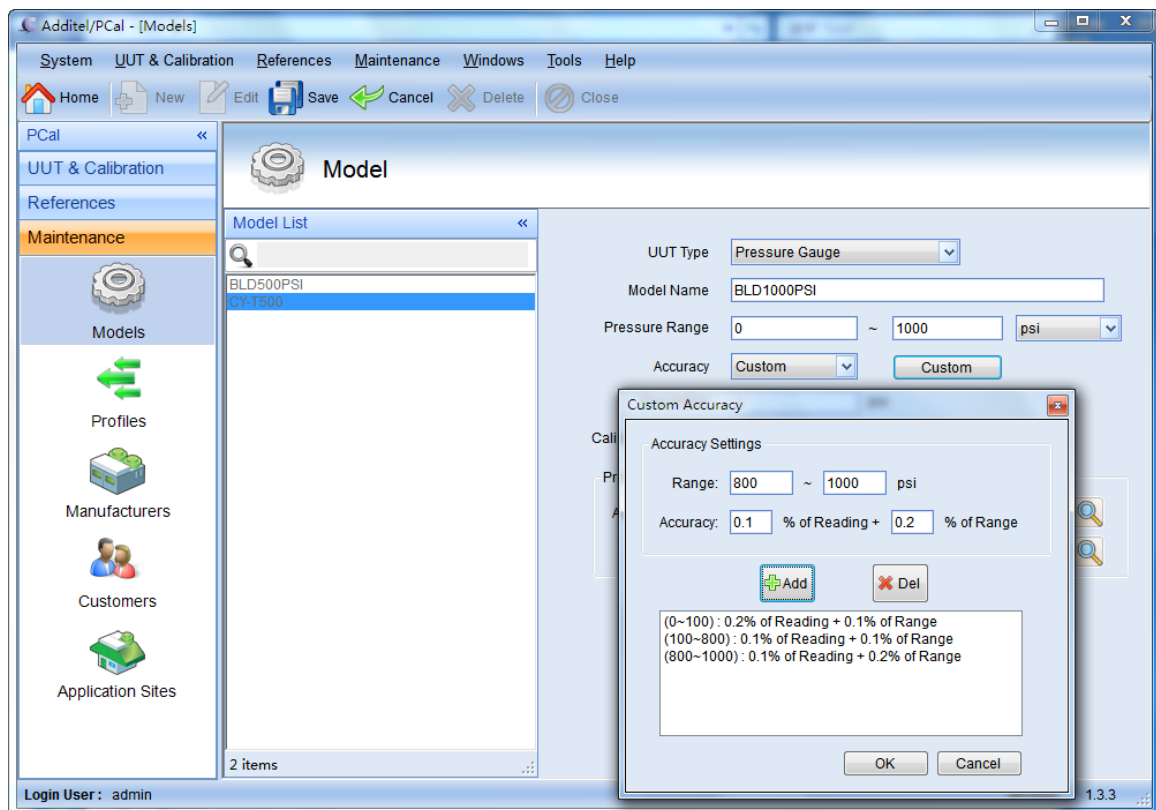 Additel/PCal - [Models]
System UUT & Calibration References Maintenance Windows Tools Help
Home New Edit Save Cancel Delete Close
PCal «
UUT & Calibration
References
Maintenance
Models
Profiles
Manufacturers
Customers
Application Sites
Model
Model List «
BLD500PSI
CY-T500
2 items
UUT Type Pressure Gauge
Model Name BLD1000PSI
Pressure Range 0 ~ 1000 psi
Accuracy Custom Custom
Cali
Pr
A
Custom Accuracy
Accuracy Settings
Range: 800 ~ 1000 psi
Accuracy: 0.1 % of Reading + 0.2 % of Range
Add Del
(0~100) : 0.2% of Reading + 0.1% of Range
(100~800) : 0.1% of Reading + 0.1% of Range
(800~1000) : 0.1% of Reading + 0.2% of Range
OK Cancel
Login User : admin
1.3.3